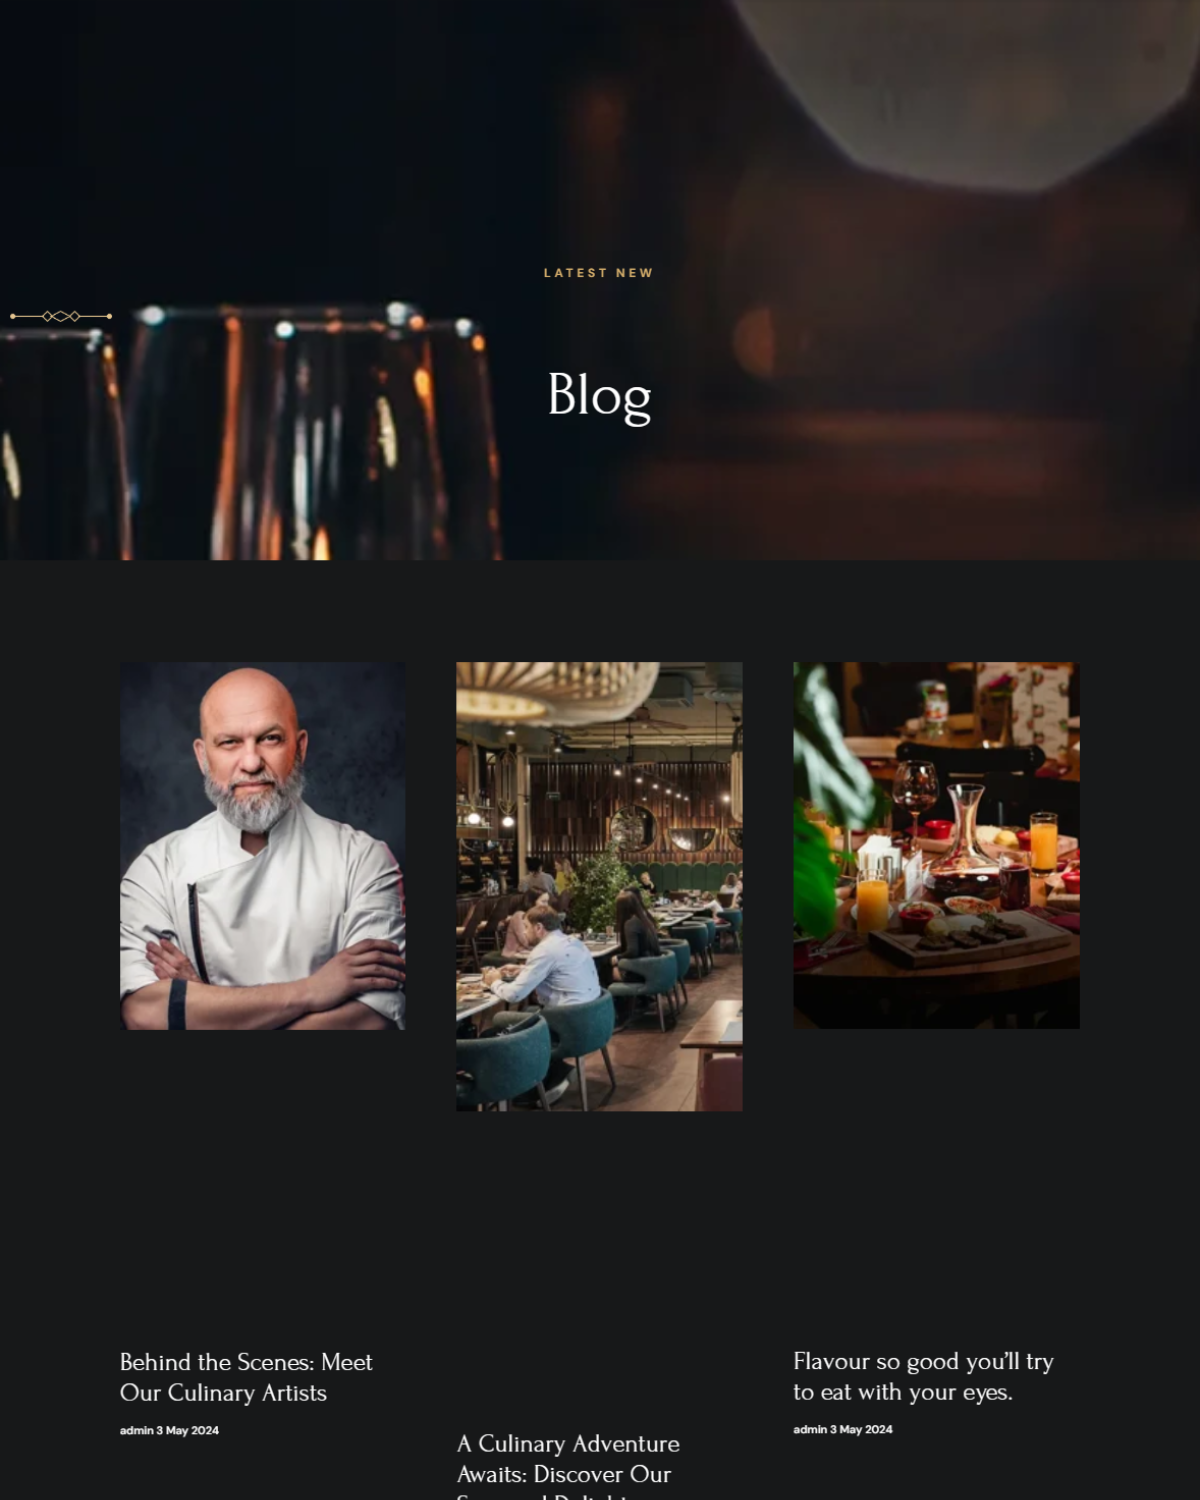 LATEST NEW
Blog
Behind the Scenes: Meet
Our Culinary Artists
admin 3 May 2024
A Culinary Adventure
Awaits: Discover Our
Flavour so good you'll try
to eat with your eyes.
admin 3 May 2024